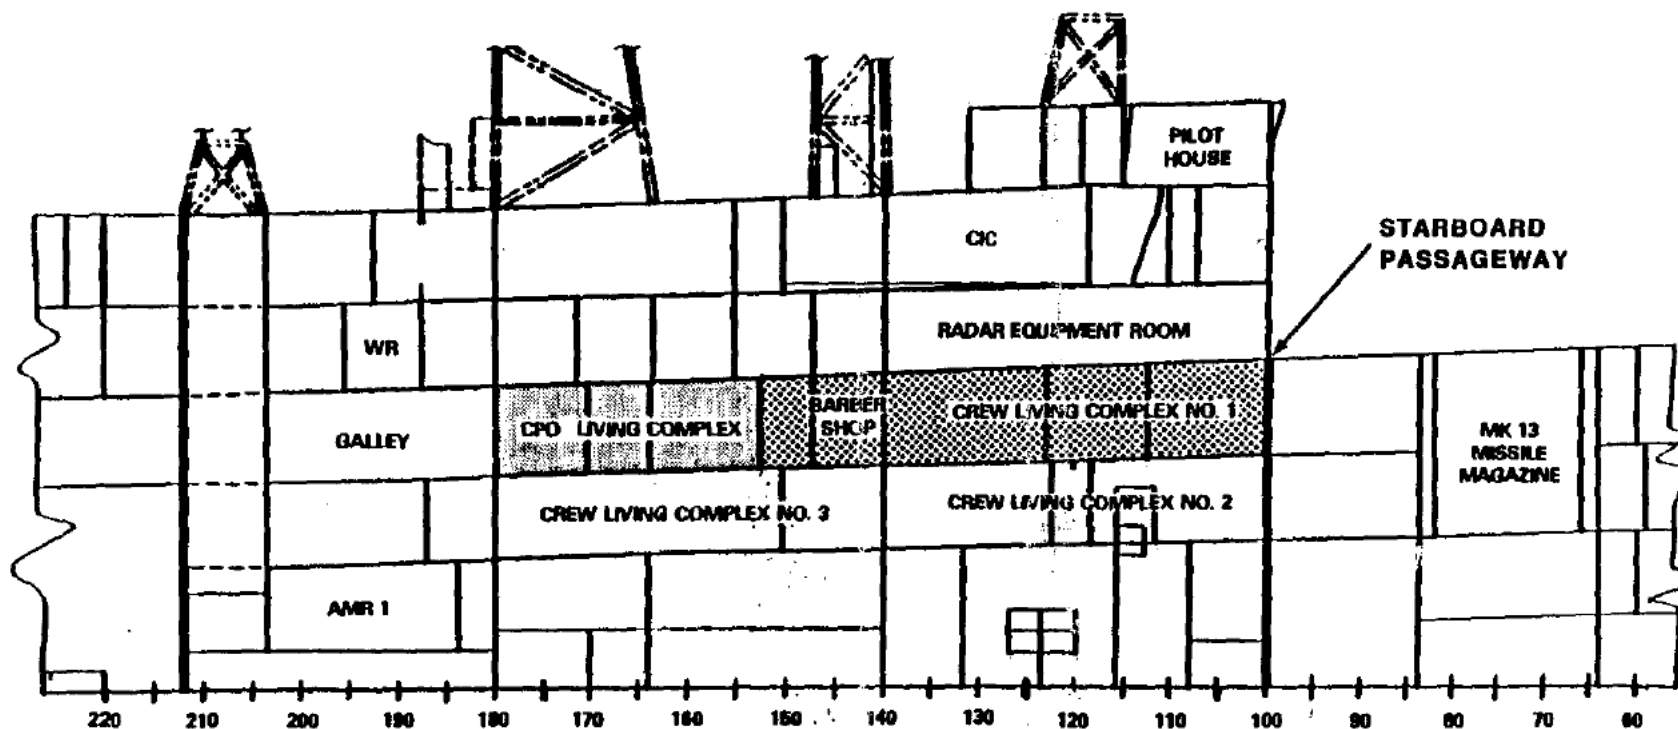 PILOT
HOUSE
STARBOARD
PASSAGEWAY
CIC
WR
RADAR EQUIPMENT ROOM
GALLEY
CPO LIVING COMPLEX
BARBER
SHOP
CREW LIVING COMPLEX NO. 1
MK 13
MISSILE
MAGAZINE
CREW LIVING COMPLEX NO. 3
CREW LIVING COMPLEX NO. 2
AMR 1
220 210 200 190 180 170 160 150 140 130 120 110 100 90 80 70 60